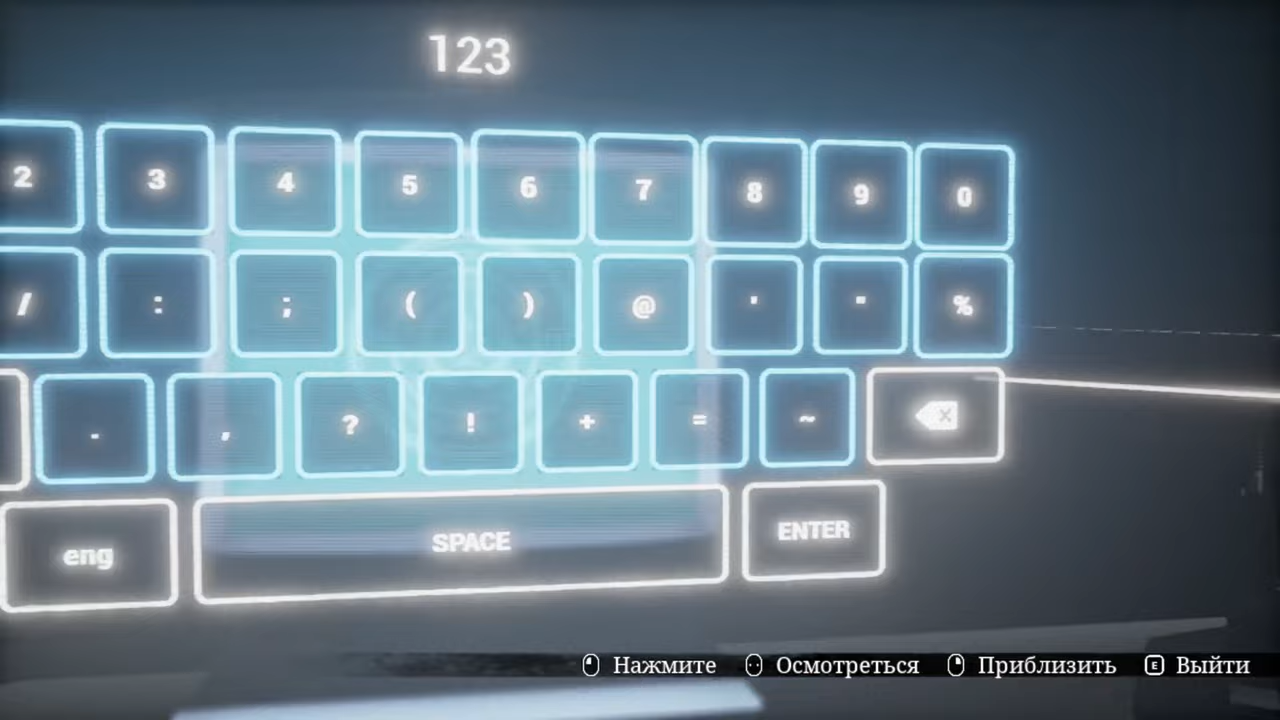 123
2 3 4 5 6 7 8 9 0
/ : ; ( ) @ ' " %
- , ? ! + = ~
eng SPACE ENTER
Нажмите Осмотреться Приблизить E Выйти